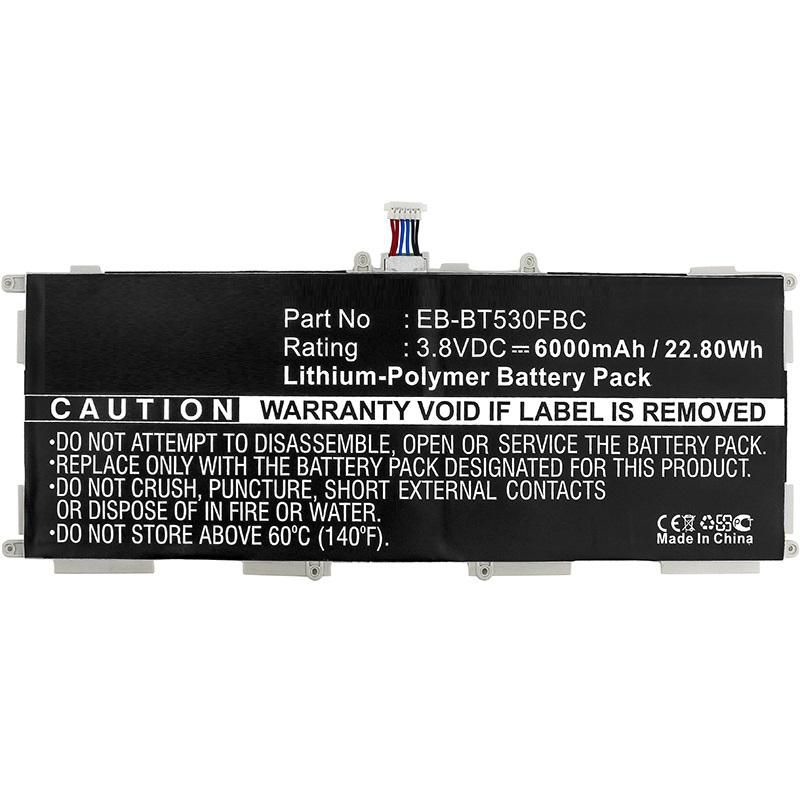 Part No : EB-BT530FBC
Rating : 3.8VDC⎓6000mAh / 22.80Wh
Lithium-Polymer Battery Pack
CAUTION WARRANTY VOID IF LABEL IS REMOVED
•DO NOT ATTEMPT TO DISASSEMBLE, OPEN OR SERVICE THE BATTERY PACK.
•REPLACE ONLY WITH THE BATTERY PACK DESIGNATED FOR THIS PRODUCT.
•DO NOT CRUSH, PUNCTURE, SHORT EXTERNAL CONTACTS
OR DISPOSE OF IN FIRE OR WATER.
•DO NOT STORE ABOVE 60°C (140°F).
CE
Made In China